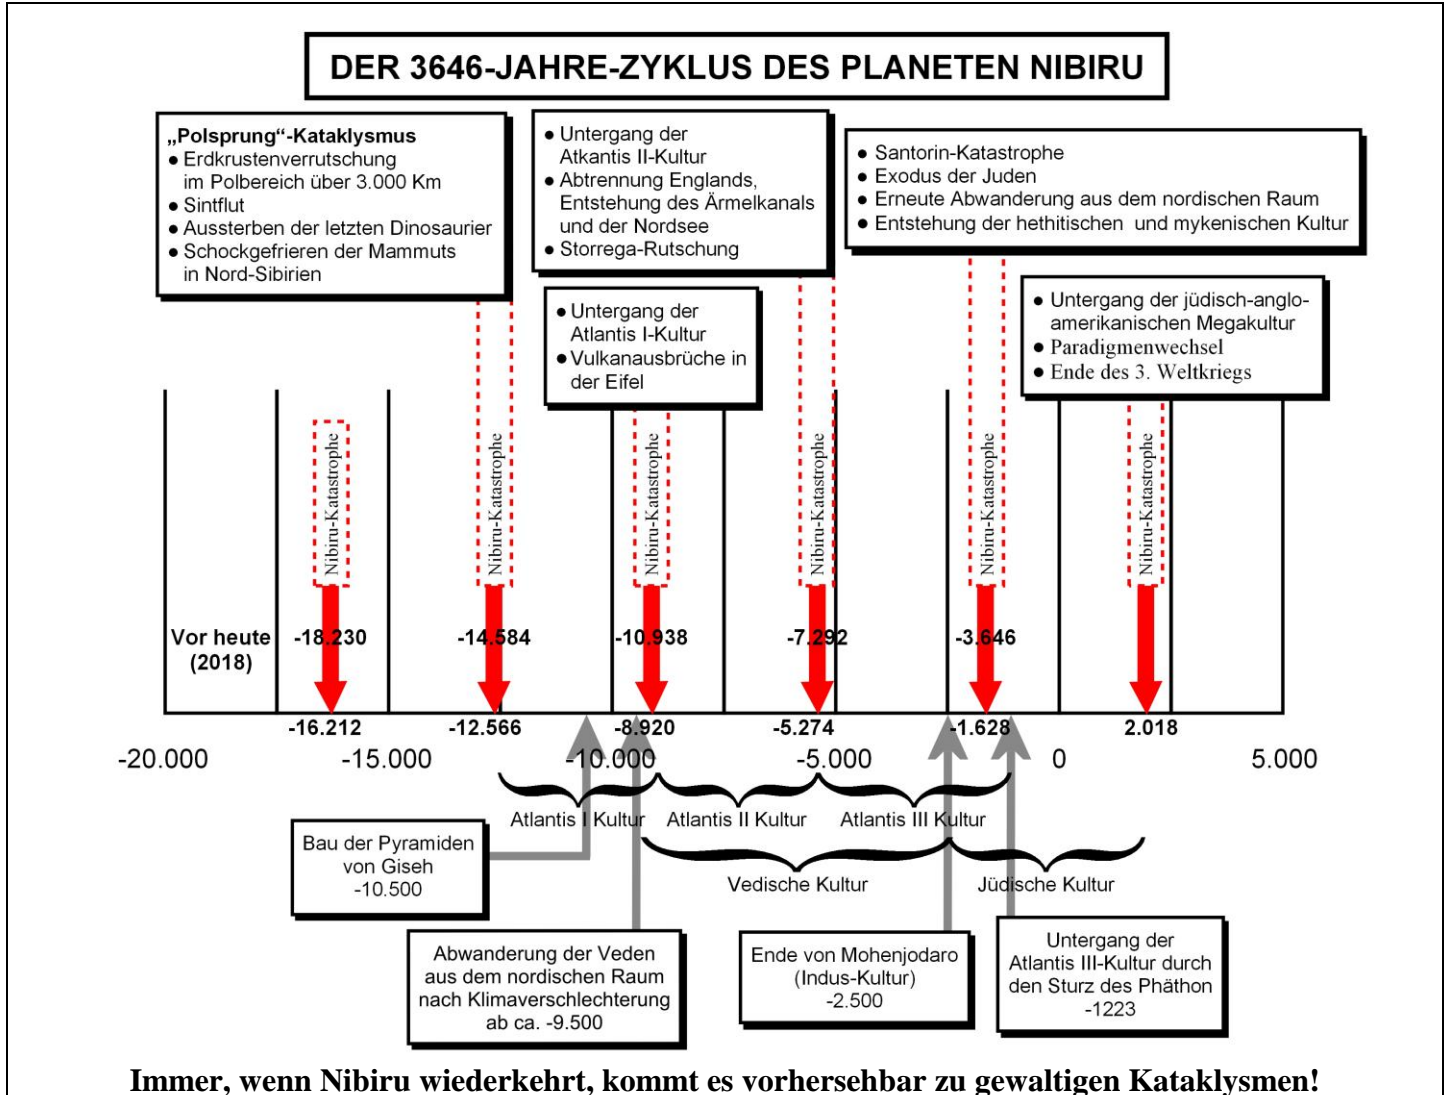 DER 3646-JAHRE-ZYKLUS DES PLANETEN NIBIRU
„Polsprung“-Kataklysmus
● Erdkrustenverrutschung
im Polbereich über 3.000 Km
● Sintflut
● Aussterben der letzten Dinosaurier
● Schockgefrieren der Mammuts
in Nord-Sibirien
● Untergang der
Atkantis II-Kultur
● Abtrennung Englands,
Entstehung des Ärmelkanals
und der Nordsee
● Storrega-Rutschung
● Santorin-Katastrophe
● Exodus der Juden
● Erneute Abwanderung aus dem nordischen Raum
● Entstehung der hethitischen und mykenischen Kultur
● Untergang der
Atlantis I-Kultur
● Vulkanausbrüche in
der Eifel
● Untergang der jüdisch-anglo-
amerikanischen Megakultur
● Paradigmenwechsel
● Ende des 3. Weltkriegs
Nibiru-Katastrophe
Nibiru-Katastrophe
Nibiru-Katastrophe
Nibiru-Katastrophe
Nibiru-Katastrophe
Nibiru-Katastrophe
Vor heute
(2018)
-18.230
-14.584
-10.938
-7.292
-3.646
-16.212
-12.566
-8.920
-5.274
-1.628
2.018
-20.000
-15.000
-10.000
-5.000
0
5.000
Atlantis I Kultur
Atlantis II Kultur
Atlantis III Kultur
Vedische Kultur
Jüdische Kultur
Bau der Pyramiden
von Giseh
-10.500
Abwanderung der Veden
aus dem nordischen Raum
nach Klimaverschlechterung
ab ca. -9.500
Ende von Mohenjodaro
(Indus-Kultur)
-2.500
Untergang der
Atlantis III-Kultur durch
den Sturz des Phäthon
-1223
Immer, wenn Nibiru wiederkehrt, kommt es vorhersehbar zu gewaltigen Kataklysmen!